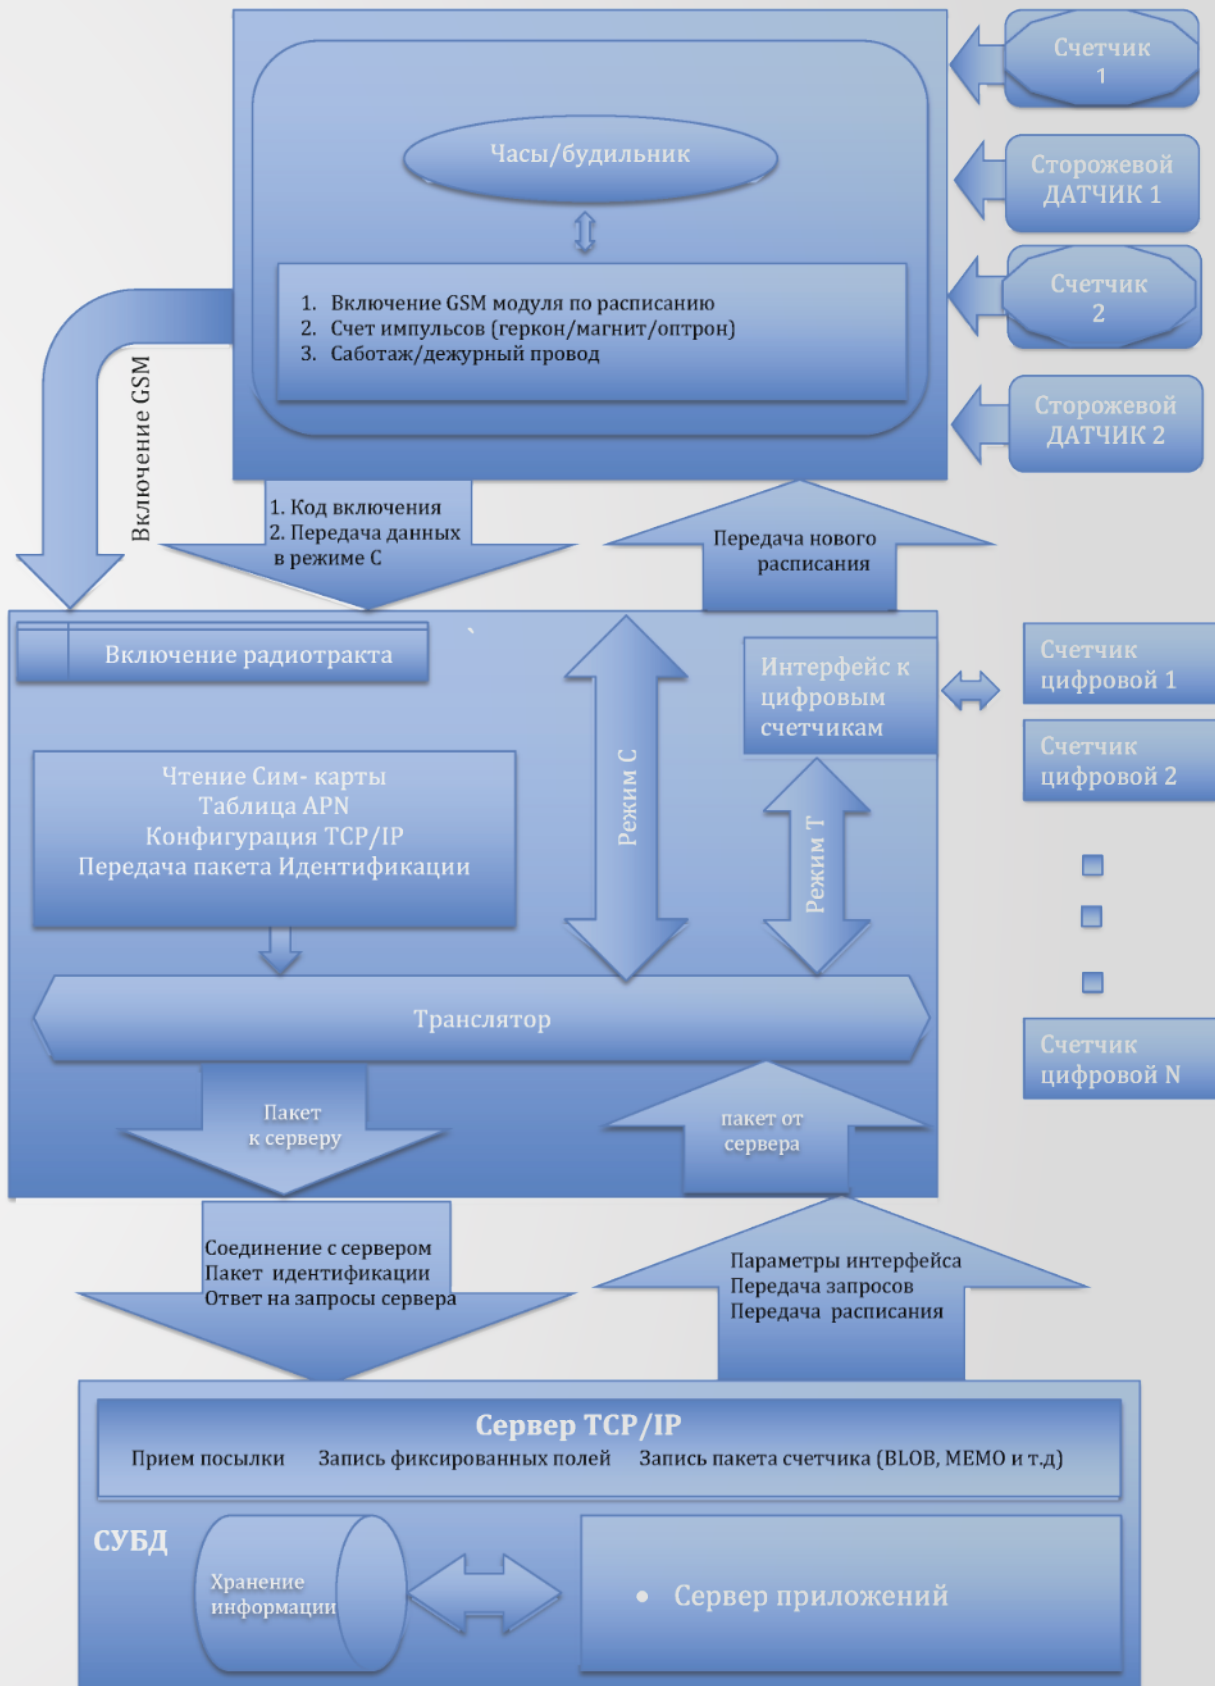 Счетчик
1
Часы/будильник
Сторожевой
ДАТЧИК 1
Счетчик
2
1. Включение GSM модуля по расписанию
2. Счет импульсов (геркон/магнит/оптрон)
3. Саботаж/дежурный провод
Сторожевой
ДАТЧИК 2
Включение GSM
1. Код включения
2. Передача данных
в режиме С
Передача нового
расписания
`
Включение радиотракта
Интерфейс к
цифровым
счетчикам
Счетчик
цифровой 1
Счетчик
цифровой 2
Режим С
Чтение Сим- карты
Таблица APN
Конфигурация TCP/IP
Передача пакета Идентификации
Режим Т
Транслятор
Счетчик
цифровой N
Пакет
к серверу
пакет от
сервера
Соединение с сервером
Пакет идентификации
Ответ на запросы сервера
Параметры интерфейса
Передача запросов
Передача расписания
Сервер TCP/IP
Прием посылки Запись фиксированных полей Запись пакета счетчика (BLOB, MEMO и т.д)
СУБД
Хранение
информации
• Сервер приложений